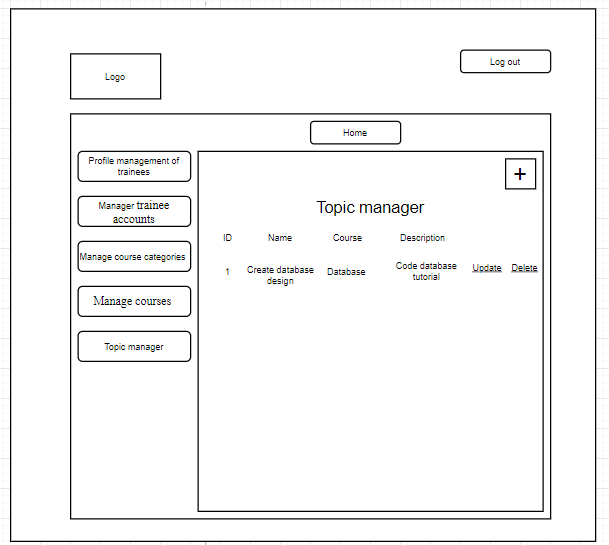 Logo
Log out
Home
Profile management of
trainees
Manager trainee
accounts
Manage course categories
Manage courses
Topic manager
+
Topic manager
ID Name Course Description
1 Create database design Database Code database tutorial Update Delete